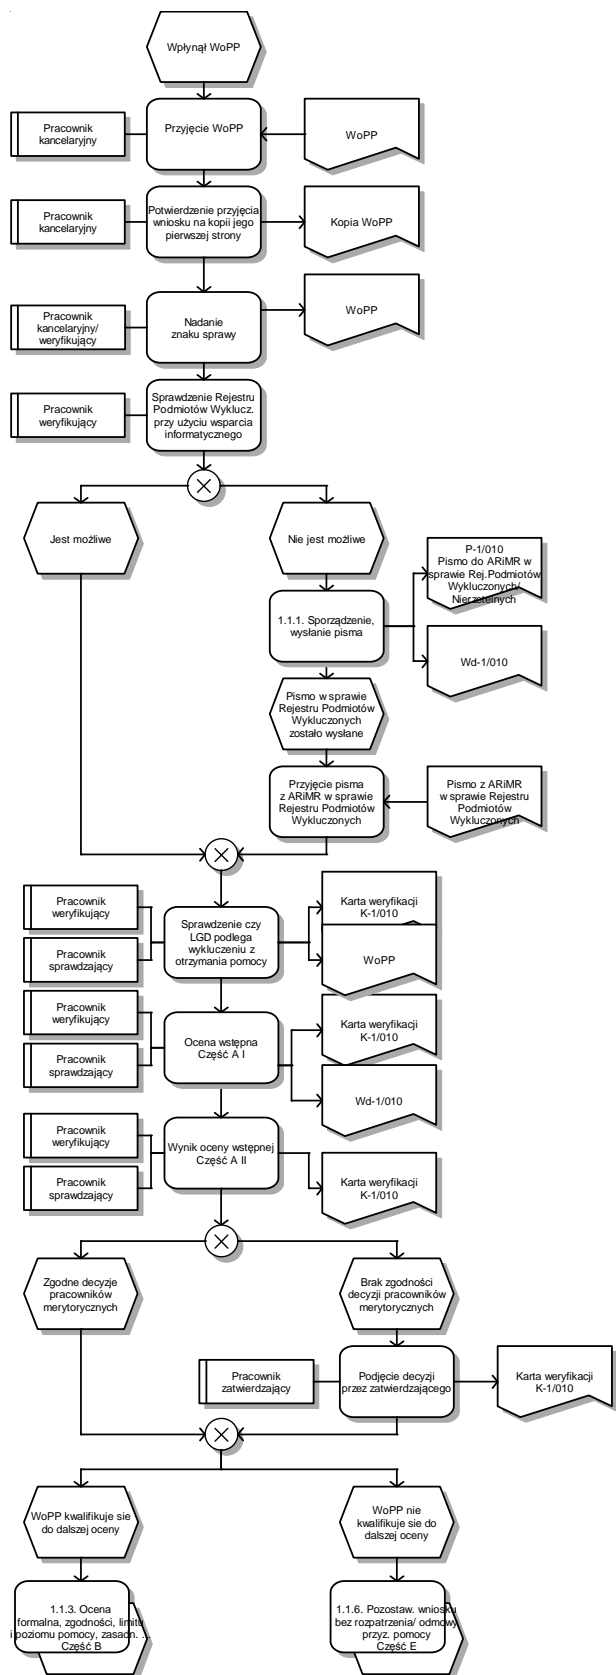 Wpłynął WoPP
Pracownik
kancelaryjny
Przyjęcie WoPP
WoPP
Pracownik
kancelaryjny
Potwierdzenie przyjęcia
wniosku na kopii jego
pierwszej strony
Kopia WoPP
Pracownik
kancelaryjny/
weryfikujący
Nadanie
znaku sprawy
WoPP
Pracownik
weryfikujący
Sprawdzenie Rejestru
Podmiotów Wyklucz.
przy użyciu wsparcia
informatycznego
Jest możliwe
Nie jest możliwe
P-1/010
Pismo do ARiMR w
sprawie Rej.Podmiotów
Wykluczonych/
Nierzetelnych
1.1.1. Sporządzenie,
wysłanie pisma
Wd-1/010
Pismo w sprawie
Rejestru Podmiotów
Wykluczonych
zostało wysłane
Przyjęcie pisma
z ARiMR w sprawie
Rejestru Podmiotów
Wykluczonych
Pismo z ARiMR
w sprawie Rejestru
Podmiotów
Wykluczonych
Pracownik
weryfikujący
Pracownik
sprawdzający
Sprawdzenie czy
LGD podlega
wykluczeniu z
otrzymania pomocy
Karta weryfikacji
K-1/010
WoPP
Pracownik
weryfikujący
Pracownik
sprawdzający
Ocena wstępna
Część A I
Karta weryfikacji
K-1/010
Wd-1/010
Pracownik
weryfikujący
Pracownik
sprawdzający
Wynik oceny wstępnej
Część A II
Karta weryfikacji
K-1/010
Zgodne decyzje
pracowników
merytorycznych
Brak zgodności
decyzji pracowników
merytorycznych
Pracownik
zatwierdzający
Podjęcie decyzji
przez zatwierdzającego
Karta weryfikacji
K-1/010
WoPP kwalifikuje sie
do dalszej oceny
WoPP nie
kwalifikuje sie do
dalszej oceny
1.1.3. Ocena
formalna, zgodności, limitu
i poziomu pomocy, zasadn. ...
Część B
1.1.6. Pozostaw. wniosku
bez rozpatrzenia/ odmowy
przyz. pomocy
Część E